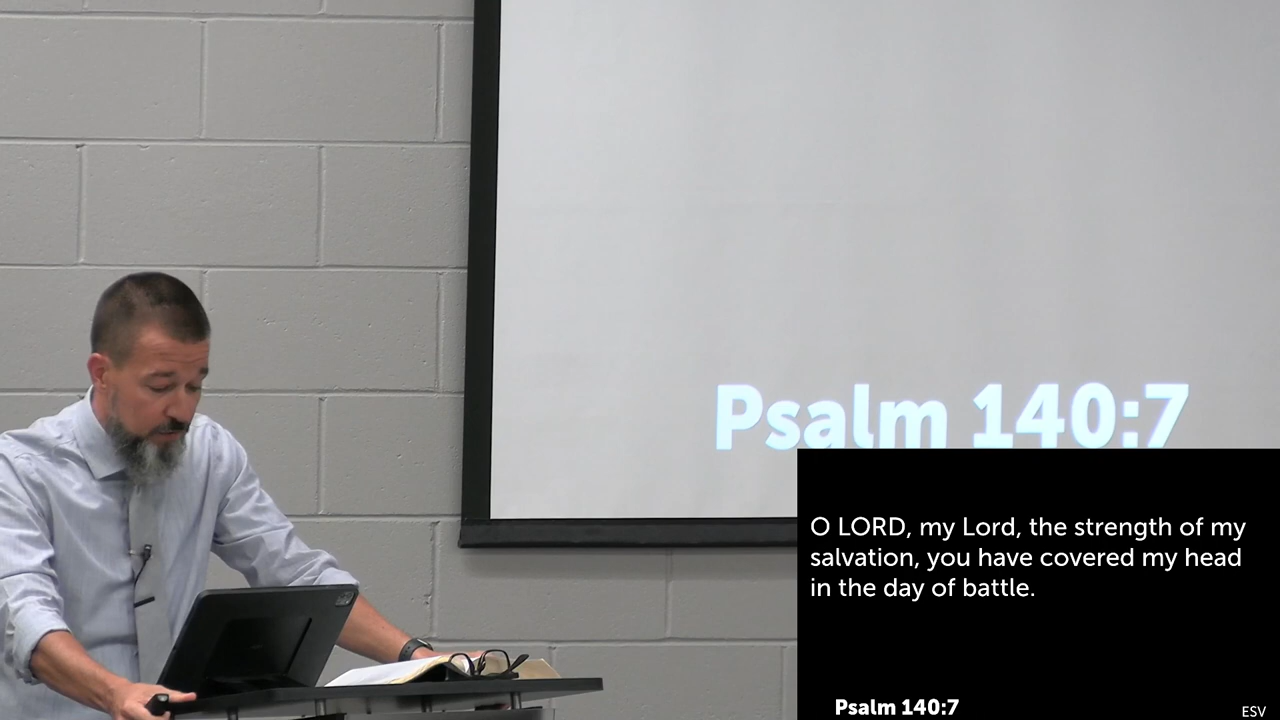 Psalm 140:7
O LORD, my Lord, the strength of my
salvation, you have covered my head
in the day of battle.
Psalm 140:7
ESV